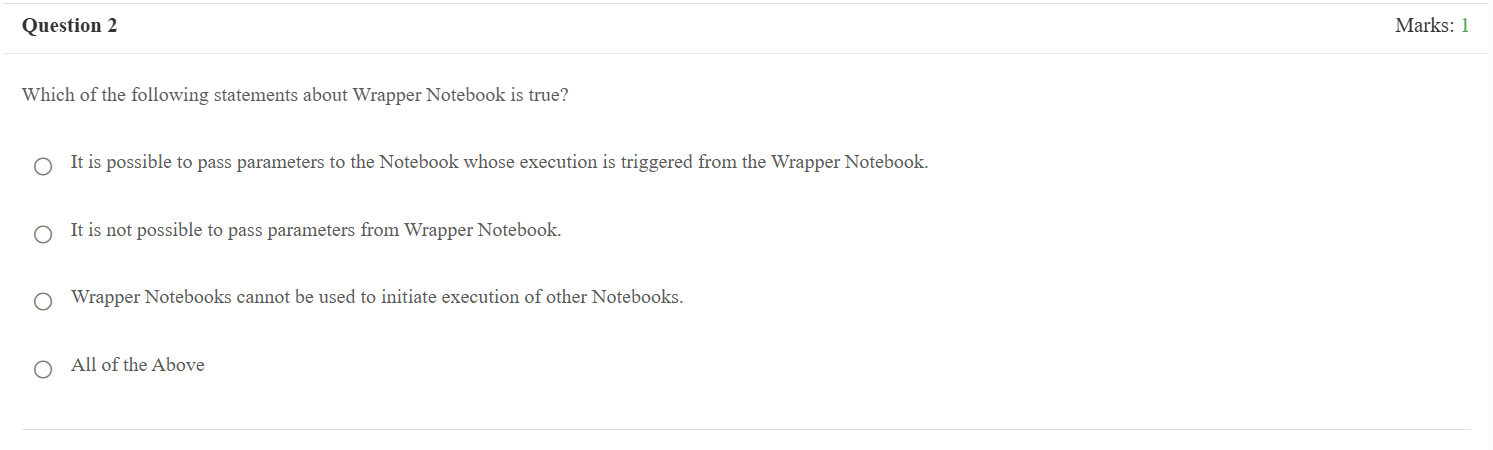 Question 2
Marks: 1
Which of the following statements about Wrapper Notebook is true?
It is possible to pass parameters to the Notebook whose execution is triggered from the Wrapper Notebook.
It is not possible to pass parameters from Wrapper Notebook.
Wrapper Notebooks cannot be used to initiate execution of other Notebooks.
All of the Above